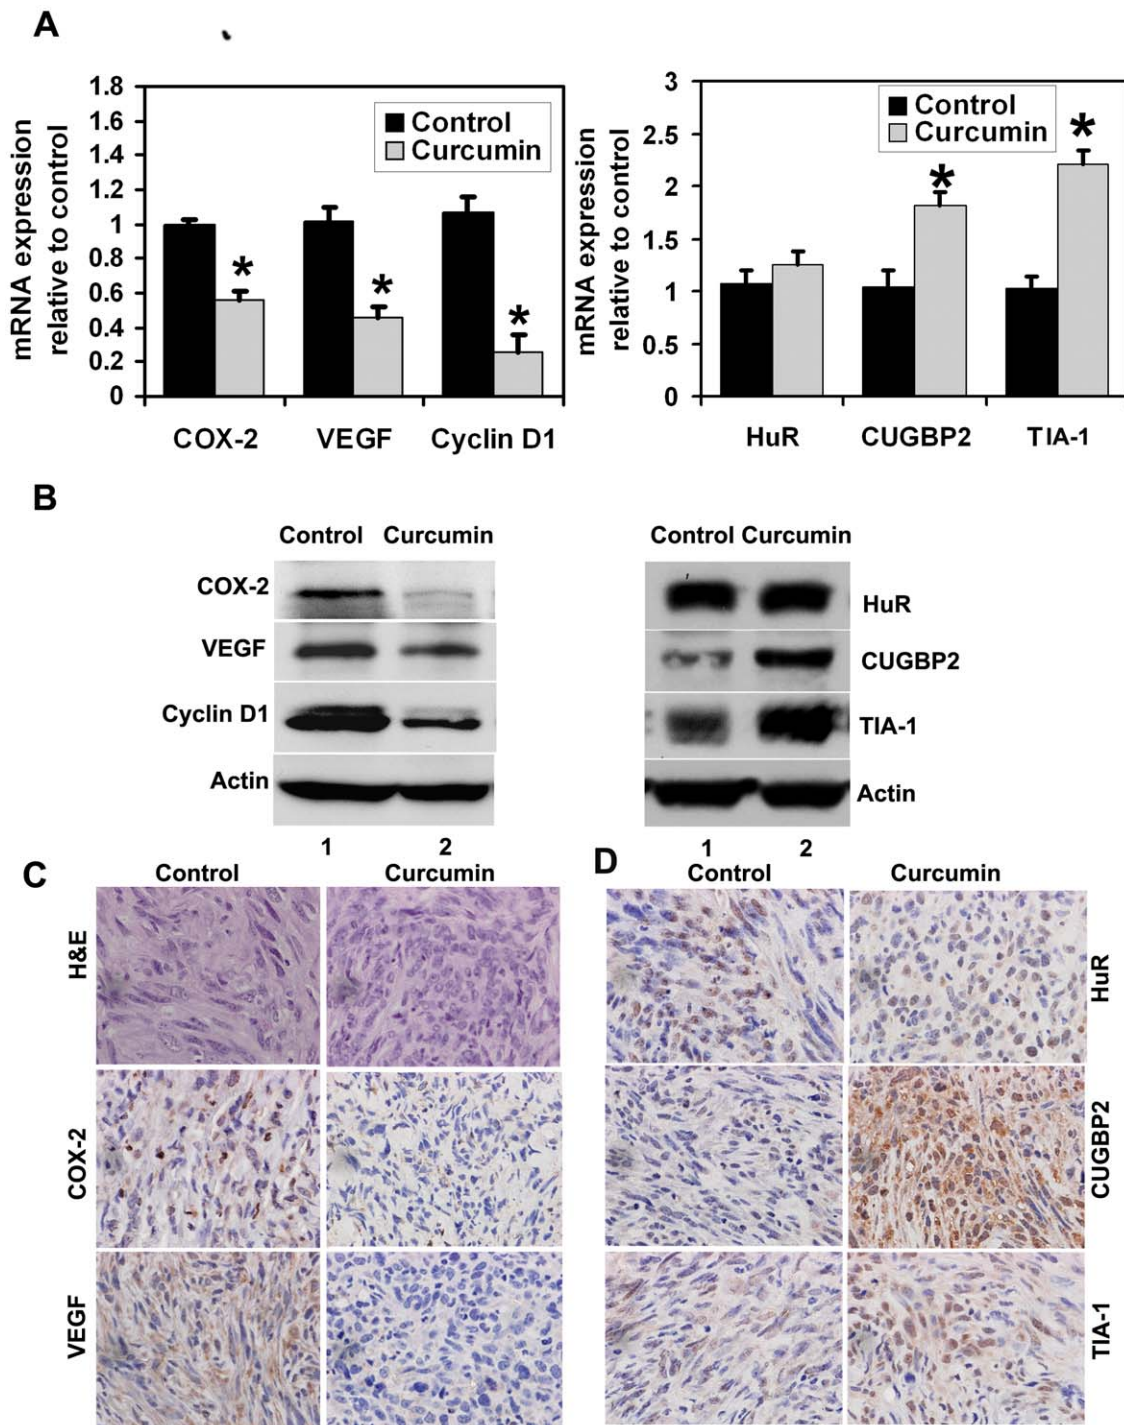 A
mRNA expression
relative to control
1.8
1.6
1.4
1.2
1
0.8
0.6
0.4
0.2
0
Control
Curcumin
*
*
*
COX-2 VEGF Cyclin D1
mRNA expression
relative to control
3
2.5
2
1.5
1
0.5
0
Control
Curcumin
*
*
HuR CUGBP2 TIA-1
B
Control Curcumin
COX-2
VEGF
Cyclin D1
Actin
1 2
Control Curcumin
HuR
CUGBP2
TIA-1
Actin
1 2
C
Control Curcumin
H&E
COX-2
VEGF
D
Control Curcumin
HuR
CUGBP2
TIA-1